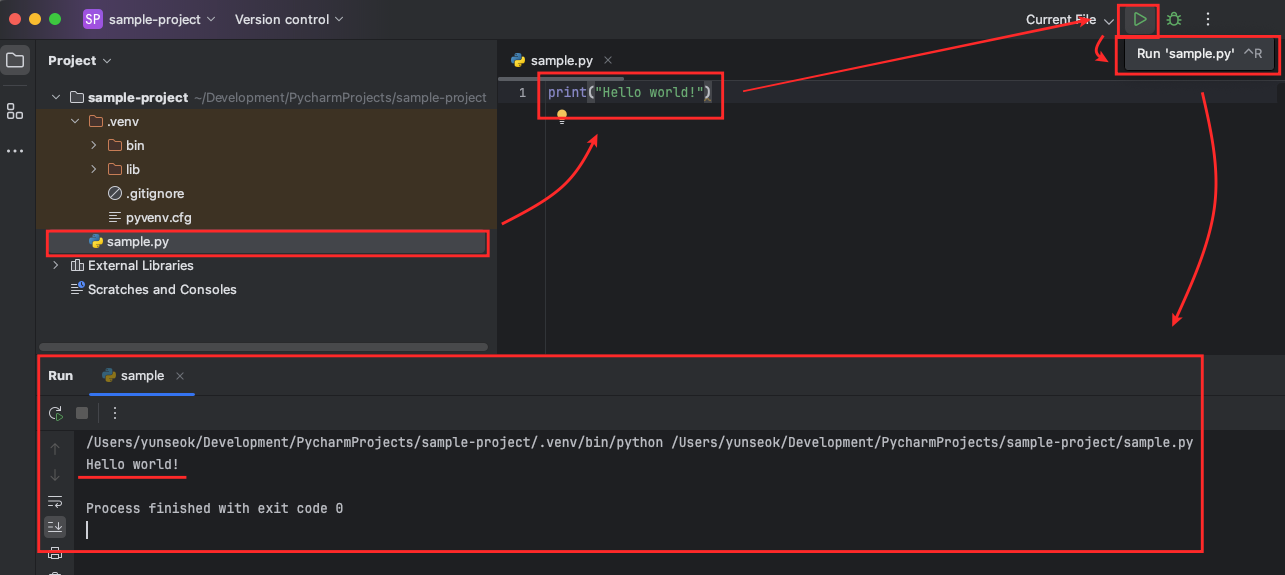 SP sample-project Version control Current File
Run 'sample.py' ^R
Project
sample.py
sample-project ~/Development/PycharmProjects/sample-project
1 print("Hello world!")
.venv
bin
lib
.gitignore
pyvenv.cfg
sample.py
External Libraries
Scratches and Consoles
Run sample
/Users/yunseok/Development/PycharmProjects/sample-project/.venv/bin/python /Users/yunseok/Development/PycharmProjects/sample-project/sample.py
Hello world!
Process finished with exit code 0